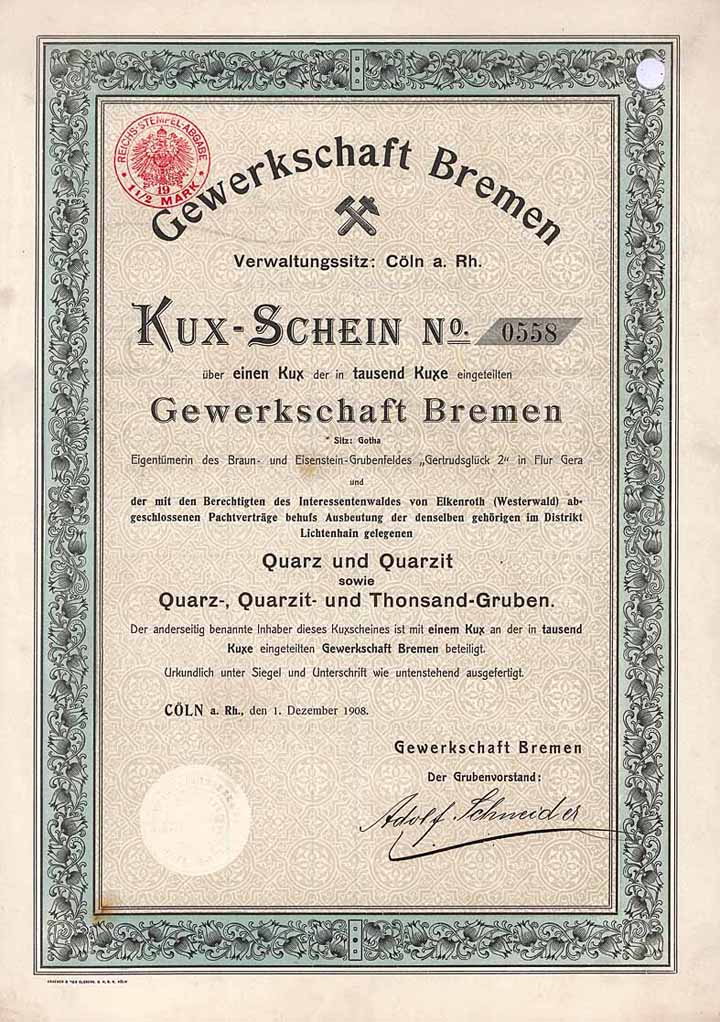 REICHS-STEMPEL-ABGABE
19
1 1/2 MARK
Gewerkschaft Bremen
Verwaltungssitz: Cöln a. Rh.
KUX-SCHEIN No. 0558
über einen Kux der in tausend Kuxe eingeteilten
Gewerkschaft Bremen
Sitz: Gotha
Eigentümerin des Braun- und Eisenstein-Grubenfeldes „Gertrudsglück 2“ in Flur Gera
und
der mit den Berechtigten des Interessentenwaldes von Elkenroth (Westerwald) ab-
geschlossenen Pachtverträge behufs Ausbeutung der denselben gehörigen im Distrikt
Lichtenhain gelegenen
Quarz und Quarzit
sowie
Quarz-, Quarzit- und Thonsand-Gruben.
Der anderseitig benannte Inhaber dieses Kuxscheines ist mit einem Kux an der in tausend
Kuxe eingeteilten Gewerkschaft Bremen beteiligt.
Urkundlich unter Siegel und Unterschrift wie untenstehend ausgefertigt.
CÖLN a. Rh., den 1. Dezember 1908.
Gewerkschaft Bremen
Der Grubenvorstand:
Adolf Schneider